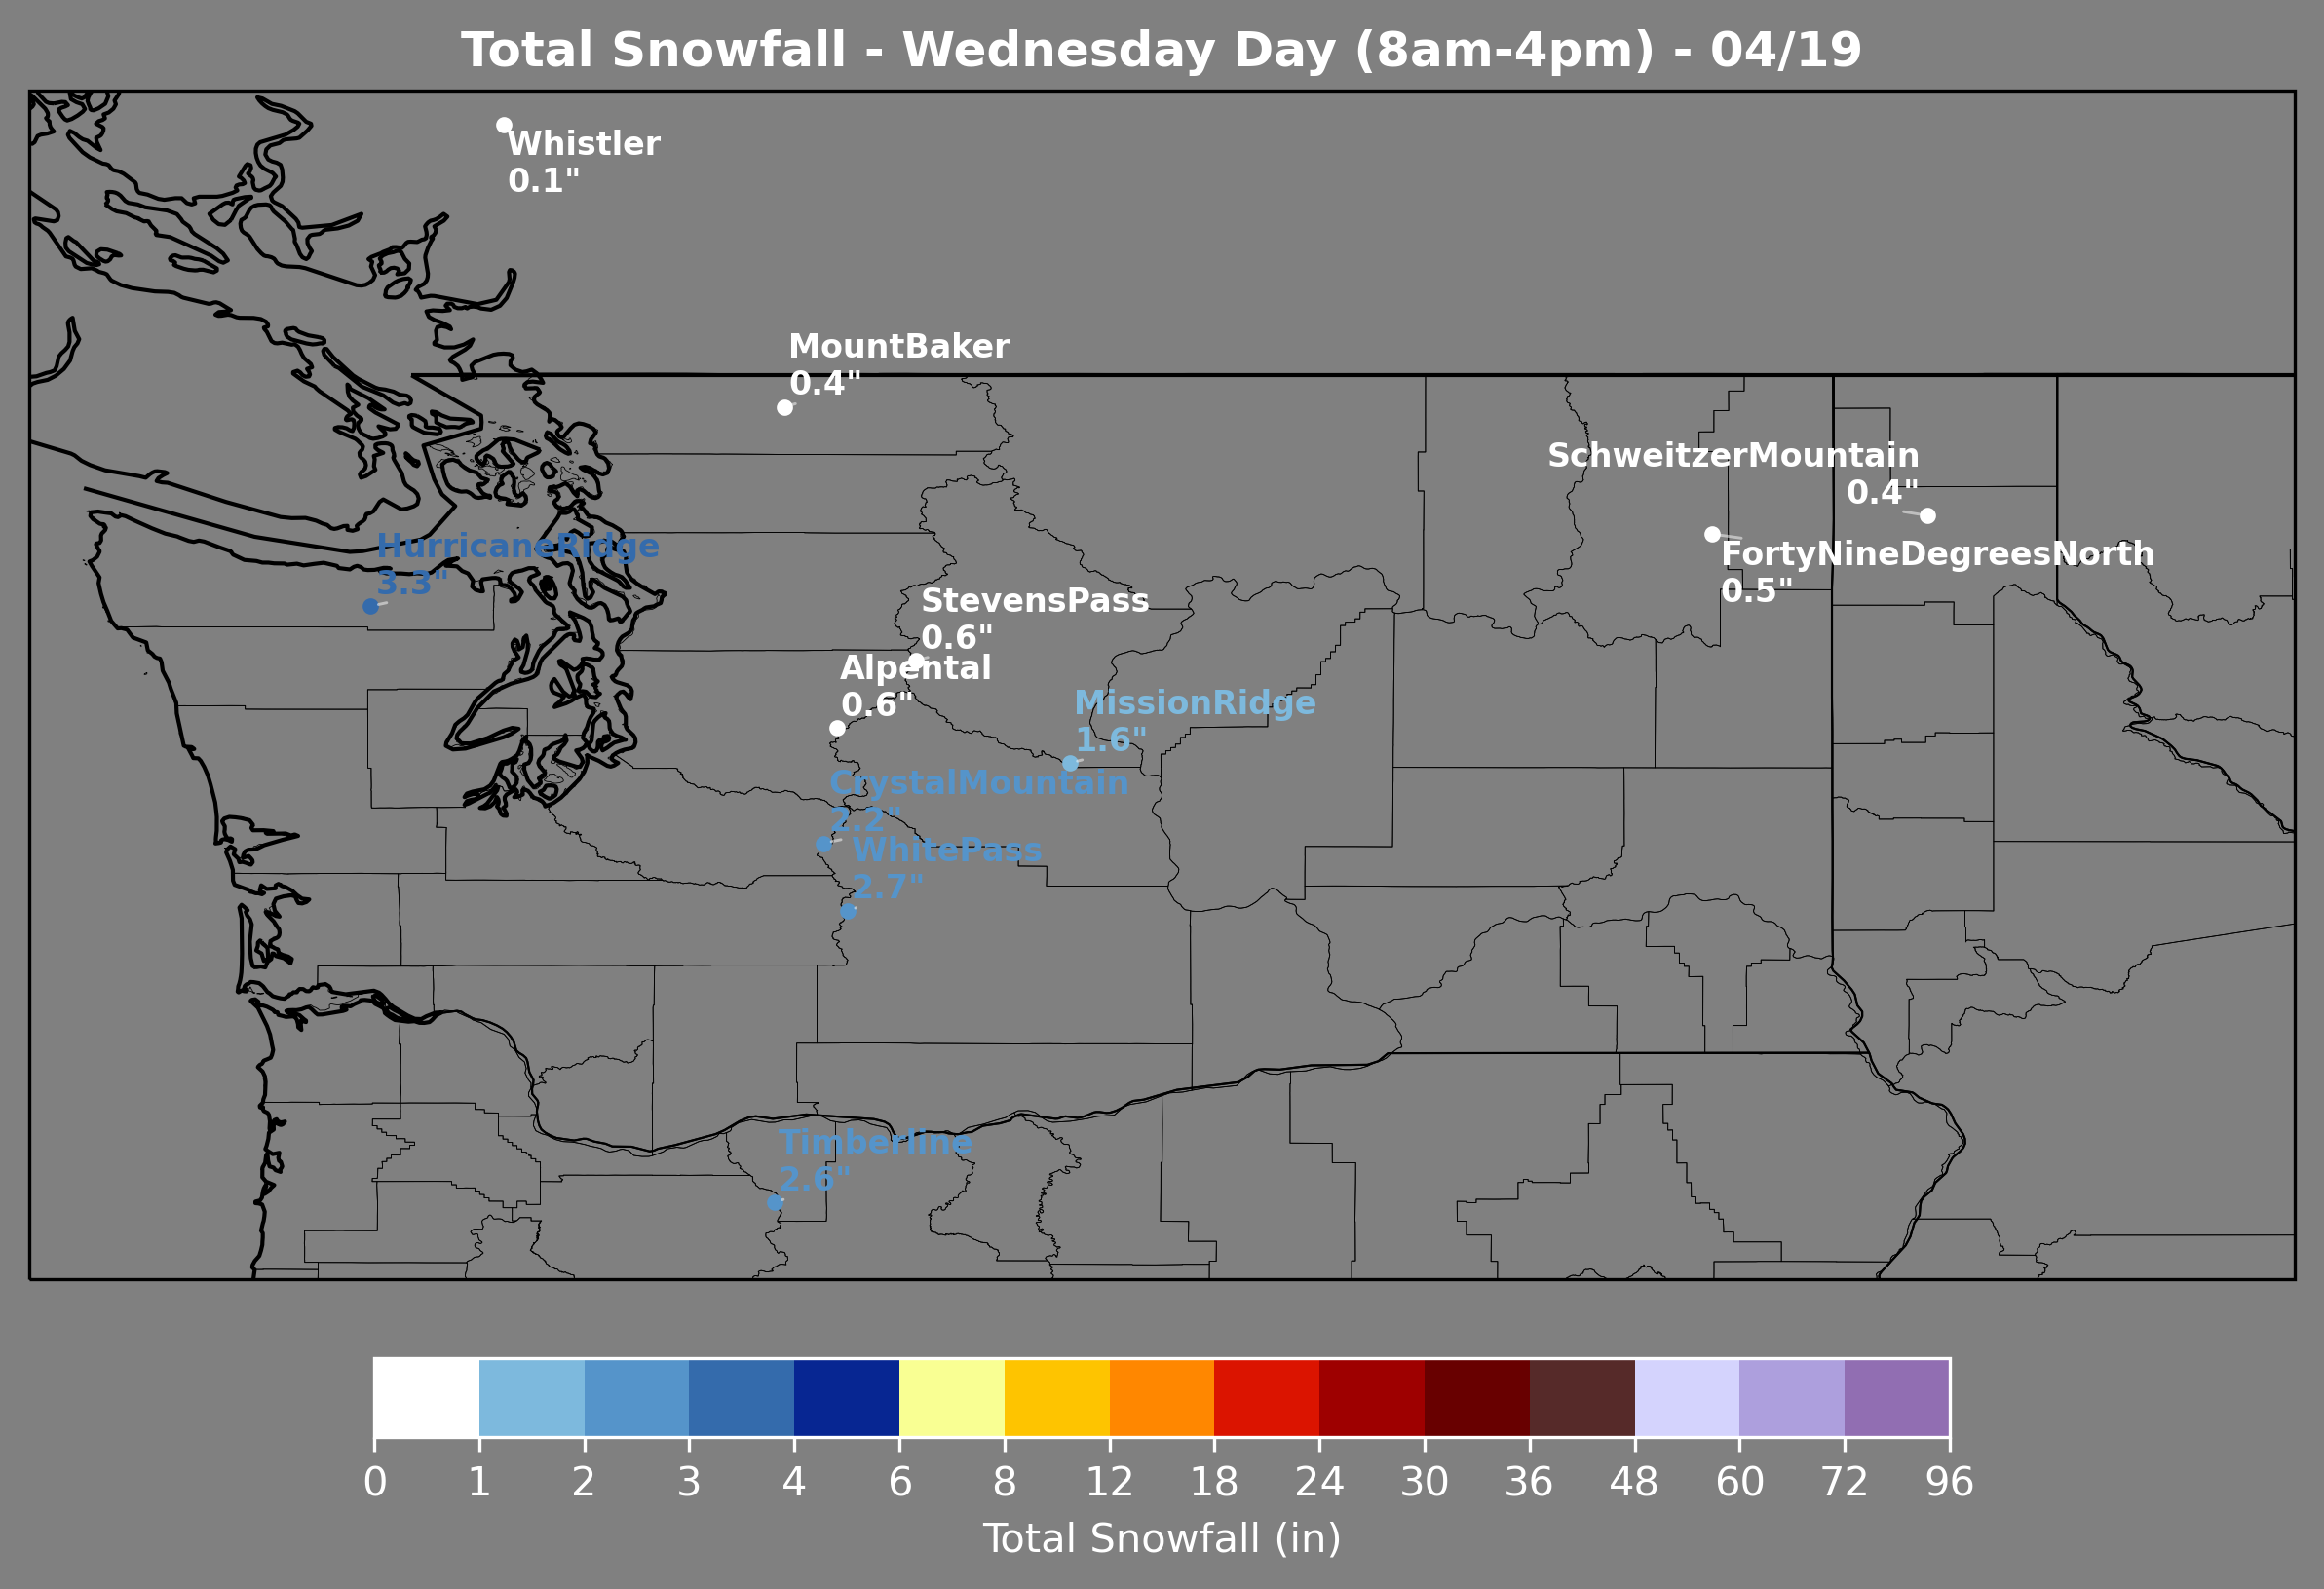 Total Snowfall - Wednesday Day (8am-4pm) - 04/19
Whistler
0.1"
MountBaker
0.4"
SchweitzerMountain
0.4"
HurricaneRidge
3.3"
FortyNineDegreesNorth
0.5"
StevensPass
0.6"
Alpental
0.6"
MissionRidge
1.6"
CrystalMountain
2.2"
WhitePass
2.7"
Timberline
2.6"
0 1 2 3 4 6 8 12 18 24 30 36 48 60 72 96
Total Snowfall (in)